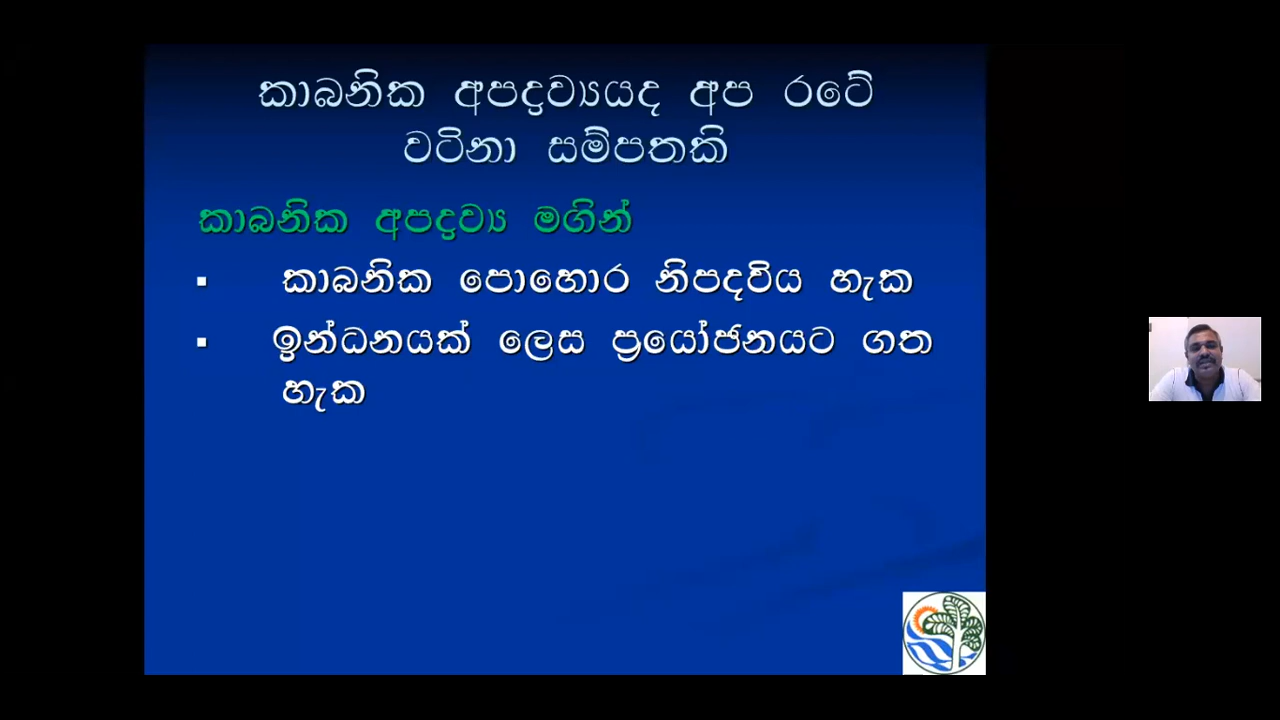 කාබනික අපද්‍රව්‍යයද අප රටේ
වටිනා සම්පතකි
කාබනික අපද්‍රව්‍ය මගින්
▪ කාබනික පොහොර නිපදවිය හැක
▪ ඉන්ධනයක් ලෙස ප්‍රයෝජනයට ගත
හැක